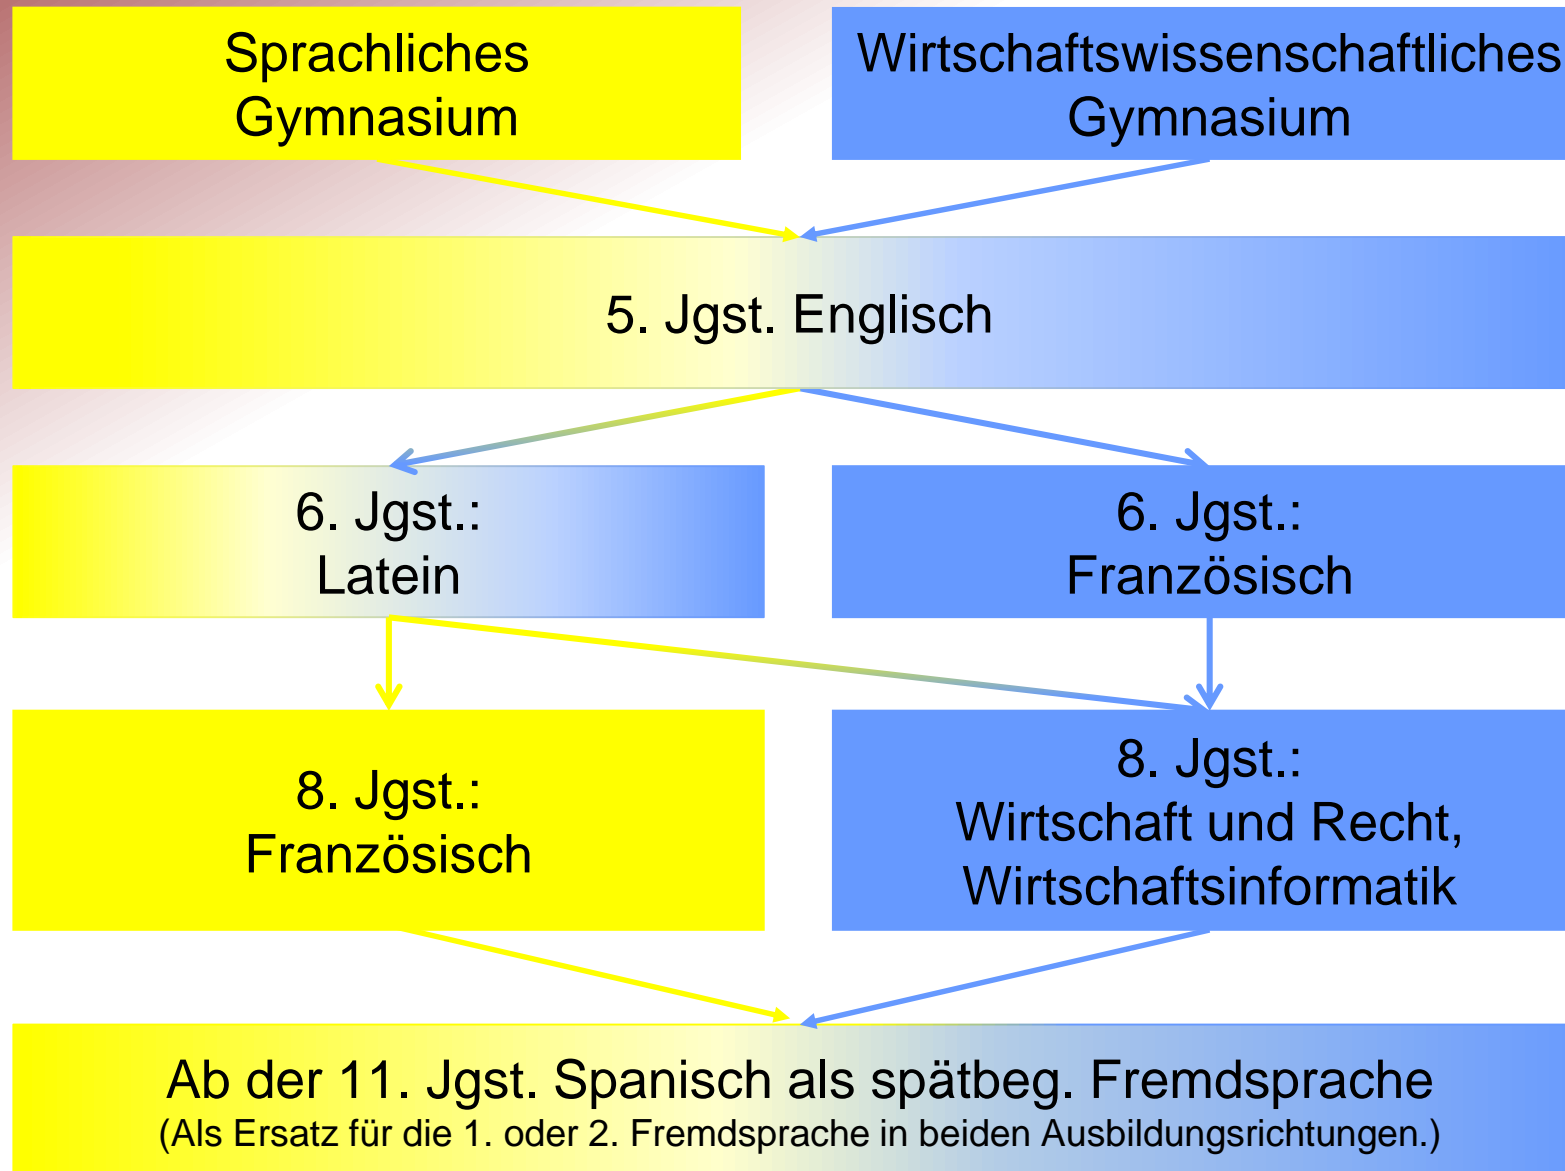 Sprachliches
Gymnasium
Wirtschaftswissenschaftliches
Gymnasium
5. Jgst. Englisch
6. Jgst.:
Latein
6. Jgst.:
Französisch
8. Jgst.:
Französisch
8. Jgst.:
Wirtschaft und Recht,
Wirtschaftsinformatik
Ab der 11. Jgst. Spanisch als spätbeg. Fremdsprache
(Als Ersatz für die 1. oder 2. Fremdsprache in beiden Ausbildungsrichtungen.)